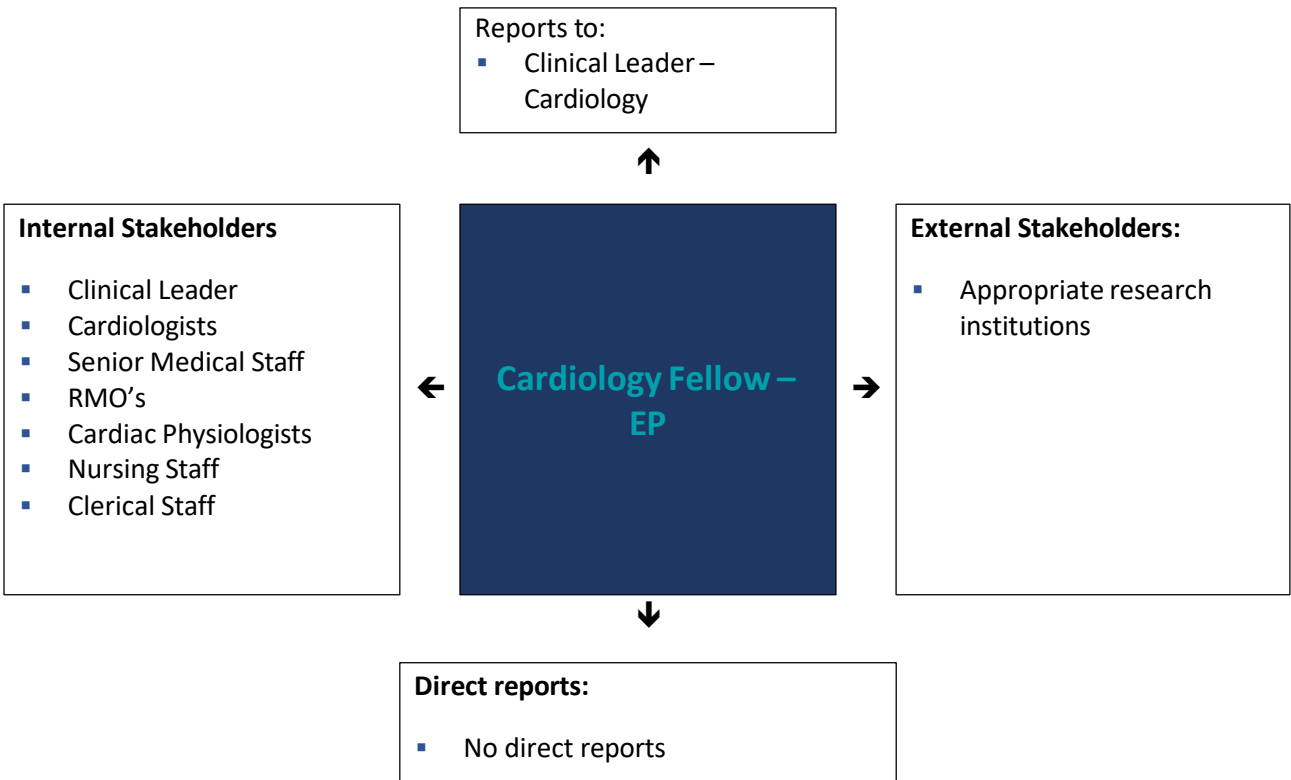 Reports to:
▪ Clinical Leader –
Cardiology
Internal Stakeholders
▪ Clinical Leader
▪ Cardiologists
▪ Senior Medical Staff
▪ RMO’s
▪ Cardiac Physiologists
▪ Nursing Staff
▪ Clerical Staff
Cardiology Fellow –
EP
External Stakeholders:
▪ Appropriate research
institutions
Direct reports:
▪ No direct reports